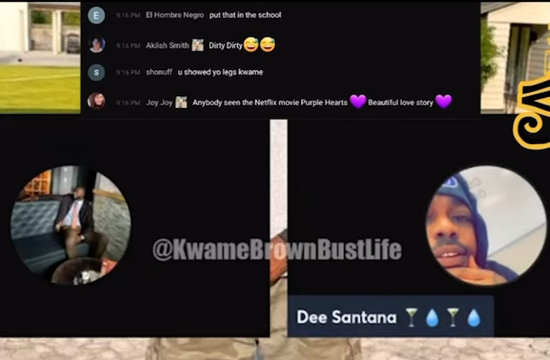 E 9:16 PM El Hombre Negro put that in the school
9:16 PM Akilah Smith Dirty Dirty😅😅
S 9:16 PM shonuff u showed yo legs kwame
9:16 PM Joy Joy Anybody seen the Netflix movie Purple Hearts 💜 Beautiful love story 💜
@KwameBrownBustLife
Dee Santana 🍸💧🍸💧